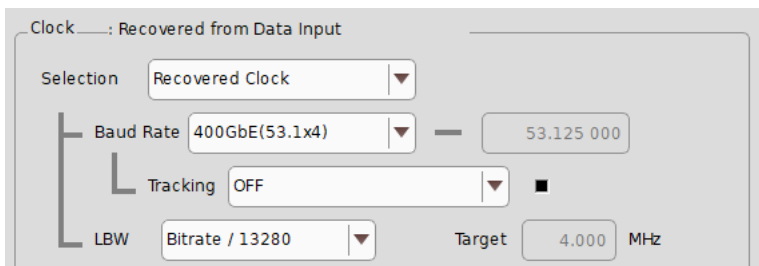 Clock : Recovered from Data Input
Selection Recovered Clock
Baud Rate 400GbE(53.1x4) 53.125 000
Tracking OFF
LBW Bitrate / 13280 Target 4.000 MHz